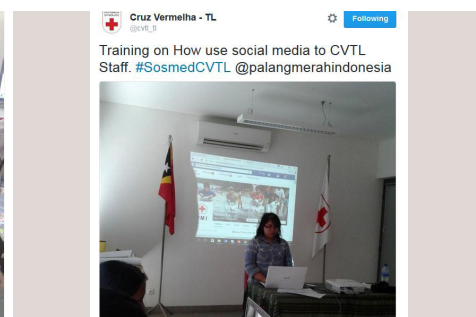 Cruz Vermelha - TL
@cvtl_tl
Following
Training on How use social media to CVTL
Staff. #SosmedCVTL @palangmerahindonesia